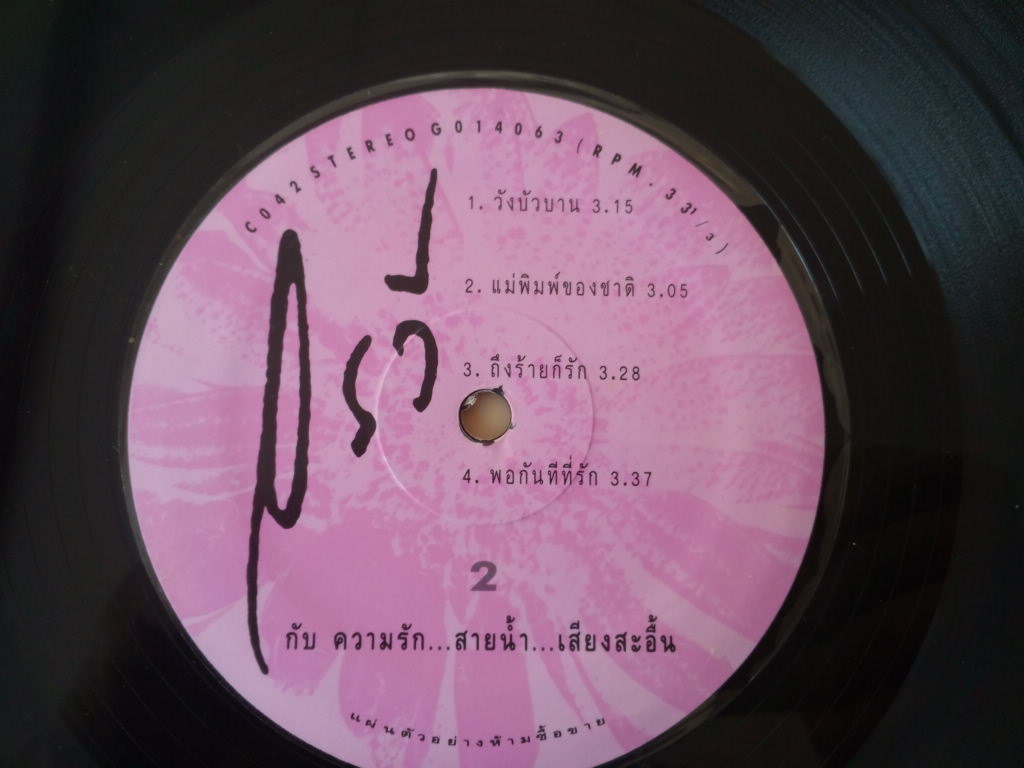 C042 STEREO G014063 (RPM. 33 1/3)
1. วังบัวบาน 3.15
2. แม่พิมพ์ของชาติ 3.05
3. ถึงร้ายก็รัก 3.28
4. พอกันทีที่รัก 3.37
2
กับ ความรัก...สายน้ำ...เสียงสะอื้น
แผ่นตัวอย่างห้ามซื้อขาย